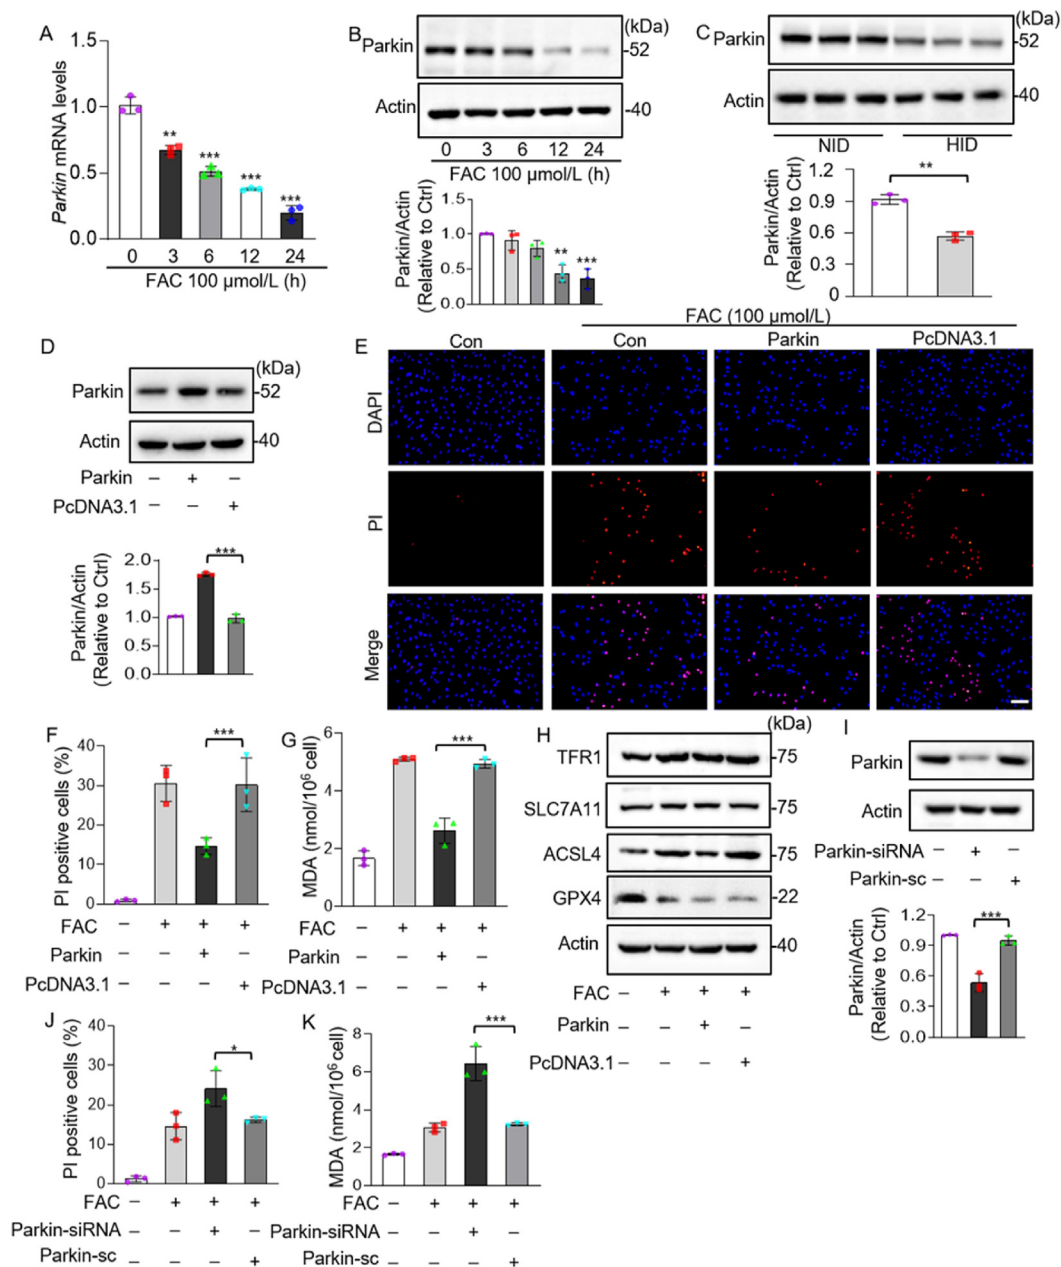 A
Parkin mRNA levels
1.5
1.0
0.5
0.0
** *** *** ***
0 3 6 12 24
FAC 100 μmol/L (h)
B
(kDa)
Parkin
-52
Actin
-40
0 3 6 12 24
FAC 100 μmol/L (h)
Parkin/Actin
(Relative to Ctrl)
1.5
1.0
0.5
0.0
** ***
C
(kDa)
Parkin
-52
Actin
-40
NID HID
Parkin/Actin
(Relative to Ctrl)
1.2
0.9
0.6
0.3
0
**
D
(kDa)
Parkin
-52
Actin
-40
Parkin – + –
PcDNA3.1 – – +
Parkin/Actin
(Relative to Ctrl)
2.0
1.5
1.0
0.5
0.0
***
E
FAC (100 μmol/L)
Con Con Parkin PcDNA3.1
DAPI
PI
Merge
F
PI positive cells (%)
40
30
20
10
0
***
FAC – + + +
Parkin – – + –
PcDNA3.1 – – – +
G
MDA (nmol/10⁶ cell)
6
4
2
0
***
FAC – + + +
Parkin – – + –
PcDNA3.1 – – – +
H
(kDa)
TFR1
-75
SLC7A11
-75
ACSL4
-75
GPX4
-22
Actin
-40
FAC – + + +
Parkin – – + –
PcDNA3.1 – – – +
I
Parkin
Actin
Parkin-siRNA – + –
Parkin-sc – – +
Parkin/Actin
(Relative to Ctrl)
1.2
0.9
0.6
0.3
0.0
***
J
PI positive cells (%)
40
30
20
10
0
*
FAC – + + +
Parkin-siRNA – – + –
Parkin-sc – – – +
K
MDA (nmol/10⁶ cell)
8
6
4
2
0
***
FAC – + + +
Parkin-siRNA – – + –
Parkin-sc – – – +